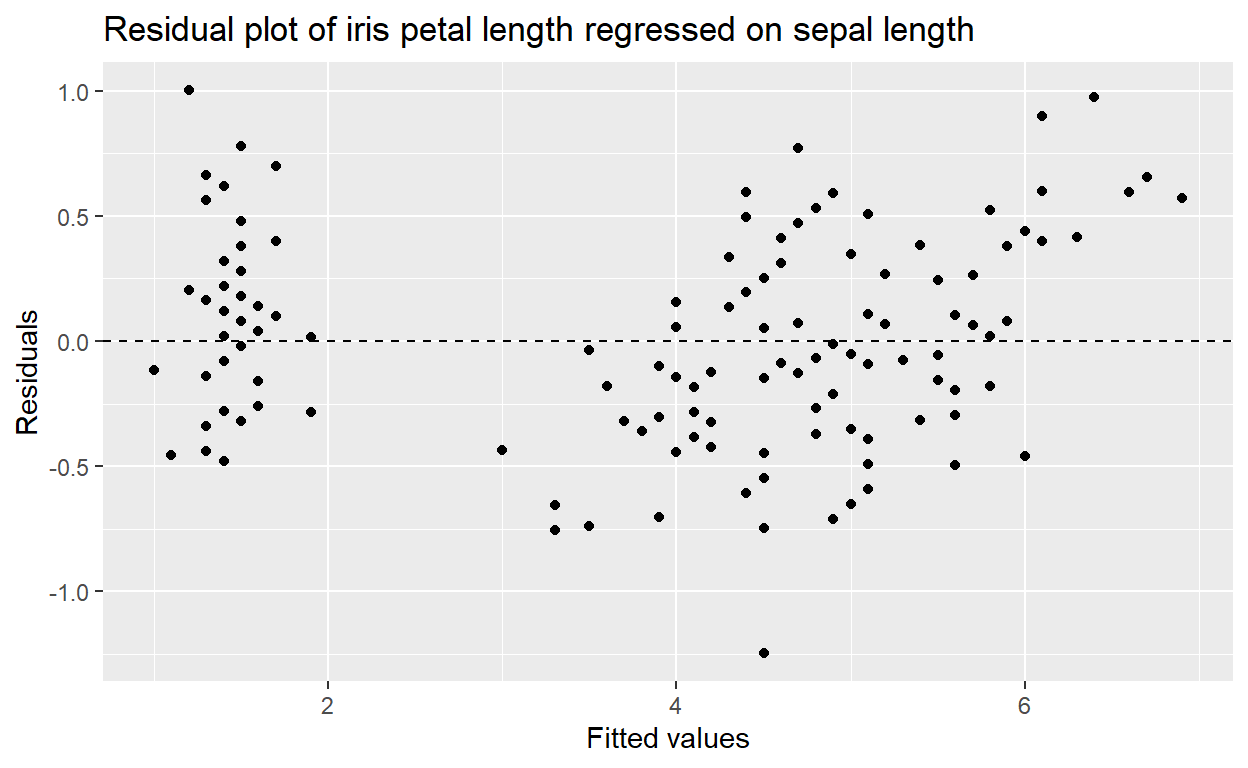 Residual plot of iris petal length regressed on sepal length
1.0
0.5
0.0
-0.5
-1.0
Residuals
2 4 6
Fitted values